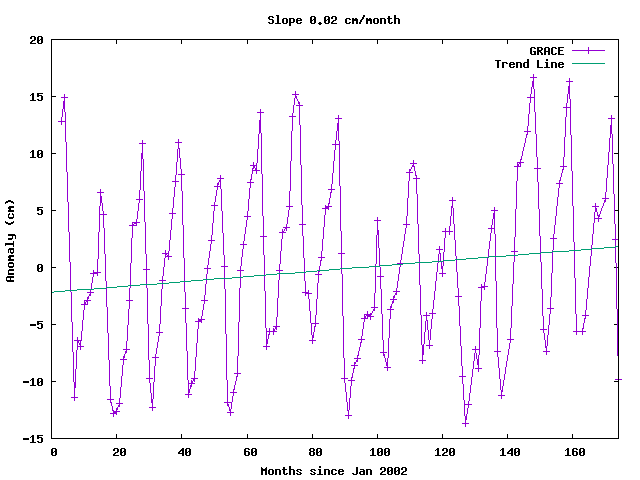 Slope 0.02 cm/month
GRACE
Trend Line
20
15
10
5
0
-5
-10
-15
Anomaly (cm)
0 20 40 60 80 100 120 140 160
Months since Jan 2002